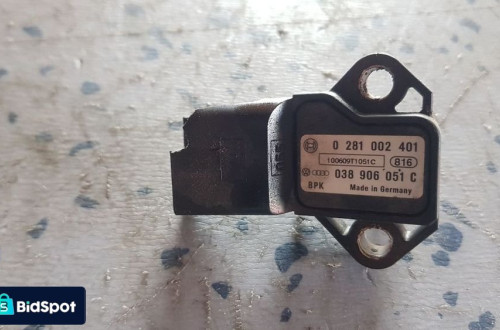 0 281 002 401
100609T1051C 816
038 906 051 C
BPK Made in Germany
S BidSpot